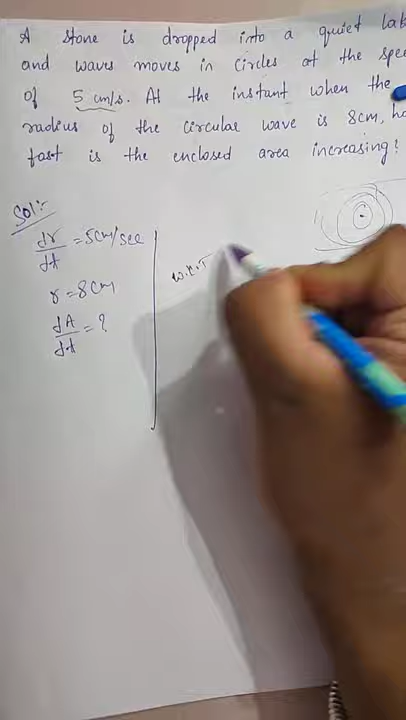 A stone is dropped into a quiet lak
and waves moves in circles at the spee
of 5 cm/s. At the instant when the
radius of the circular wave is 8cm, ho
fast is the enclosed area increasing?
Sol:-
dr/dt = 5cm/sec
r = 8cm
dA/dt = ?
W.K.T